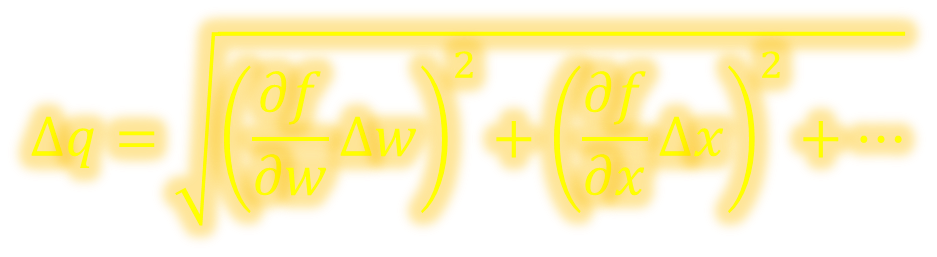 Δq = √((∂f/∂w Δw)² + (∂f/∂x Δx)² + ⋯)